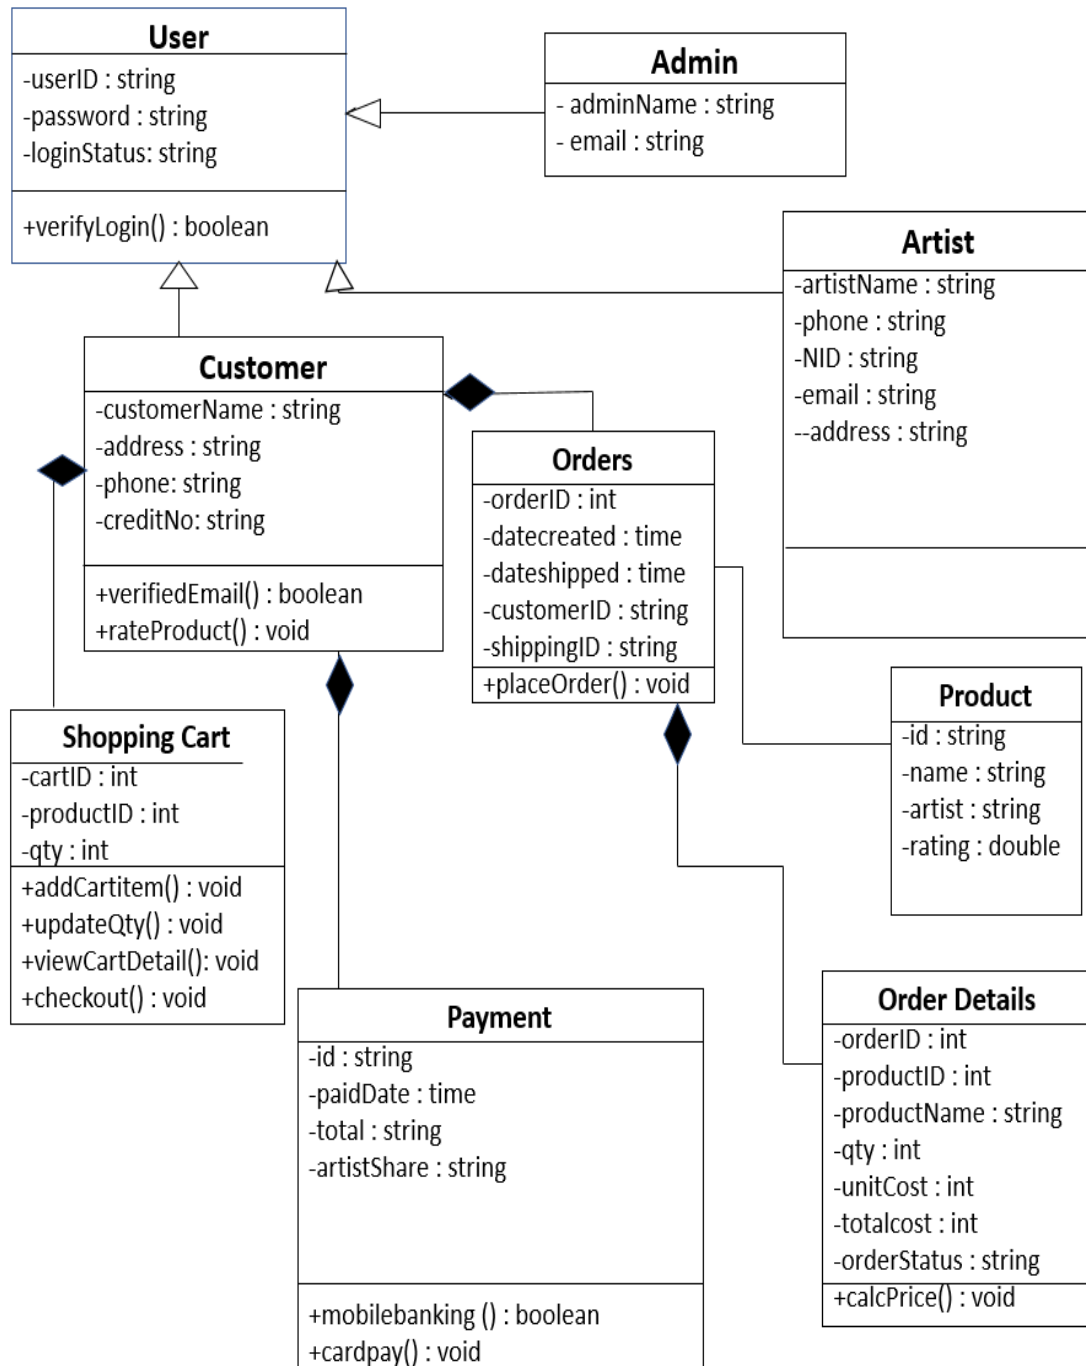 User
-userID : string
-password : string
-loginStatus: string
+verifyLogin() : boolean
Admin
- adminName : string
- email : string
Artist
-artistName : string
-phone : string
-NID : string
-email : string
--address : string
Customer
-customerName : string
-address : string
-phone: string
-creditNo: string
+verifiedEmail() : boolean
+rateProduct() : void
Orders
-orderID : int
-datecreated : time
-dateshipped : time
-customerID : string
-shippingID : string
+placeOrder() : void
Product
-id : string
-name : string
-artist : string
-rating : double
Shopping Cart
-cartID : int
-productID : int
-qty : int
+addCartitem() : void
+updateQty() : void
+viewCartDetail(): void
+checkout() : void
Payment
-id : string
-paidDate : time
-total : string
-artistShare : string
+mobilebanking () : boolean
+cardpay() : void
Order Details
-orderID : int
-productID : int
-productName : string
-qty : int
-unitCost : int
-totalcost : int
-orderStatus : string
+calcPrice() : void